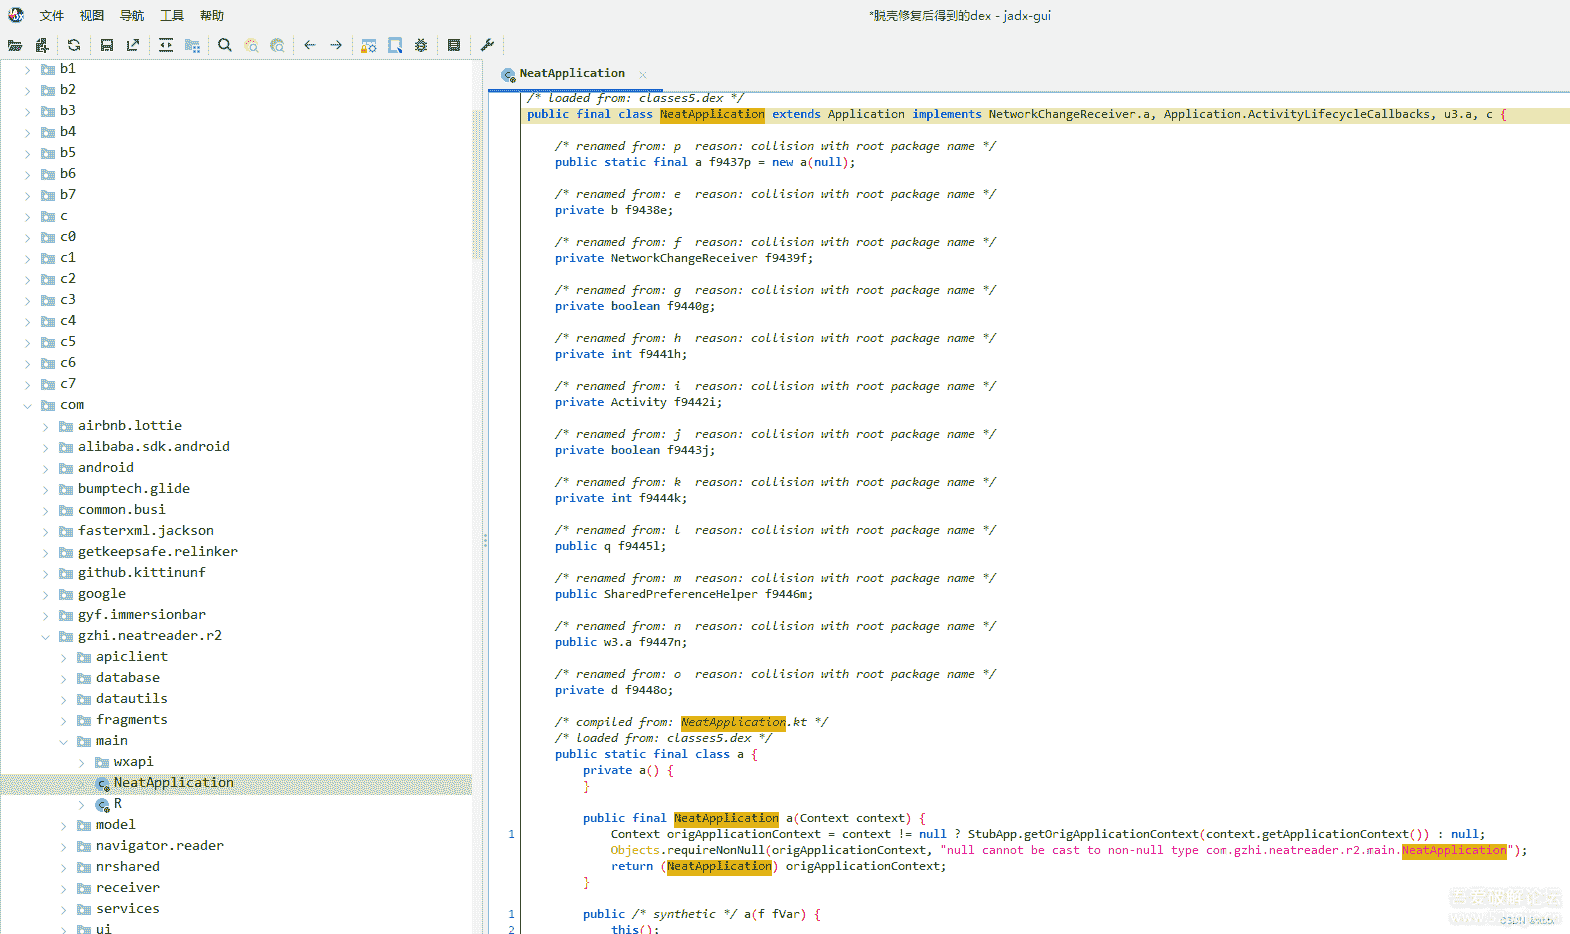 文件 视图 导航 工具 帮助
*脱壳修复后得到的dex - jadx-gui
b1
b2
b3
b4
b5
b6
b7
c
c0
c1
c2
c3
c4
c5
c6
c7
com
airbnb.lottie
alibaba.sdk.android
android
bumptech.glide
common.busi
fasterxml.jackson
getkeepsafe.relinker
github.kittinunf
google
gyf.immersionbar
gzhi.neatreader.r2
apiclient
database
datautils
fragments
main
wxapi
NeatApplication
R
model
navigator.reader
nrshared
receiver
services
ui
NeatApplication
/* loaded from: classes5.dex */
public final class NeatApplication extends Application implements NetworkChangeReceiver.a, Application.ActivityLifecycleCallbacks, u3.a, c {
/* renamed from: p  reason: collision with root package name */
public static final a f9437p = new a(null);
/* renamed from: e  reason: collision with root package name */
private b f9438e;
/* renamed from: f  reason: collision with root package name */
private NetworkChangeReceiver f9439f;
/* renamed from: g  reason: collision with root package name */
private boolean f9440g;
/* renamed from: h  reason: collision with root package name */
private int f9441h;
/* renamed from: i  reason: collision with root package name */
private Activity f9442i;
/* renamed from: j  reason: collision with root package name */
private boolean f9443j;
/* renamed from: k  reason: collision with root package name */
private int f9444k;
/* renamed from: l  reason: collision with root package name */
public q f9445l;
/* renamed from: m  reason: collision with root package name */
public SharedPreferenceHelper f9446m;
/* renamed from: n  reason: collision with root package name */
public w3.a f9447n;
/* renamed from: o  reason: collision with root package name */
private d f9448o;
/* compiled from: NeatApplication.kt */
/* loaded from: classes5.dex */
public static final class a {
private a() {
}
public final NeatApplication a(Context context) {
1 Context origApplicationContext = context != null ? StubApp.getOrigApplicationContext(context.getApplicationContext()) : null;
Objects.requireNonNull(origApplicationContext, "null cannot be cast to non-null type com.gzhi.neatreader.r2.main.NeatApplication");
return (NeatApplication) origApplicationContext;
}
1 public /* synthetic */ a(f fVar) {
2 this();
吾爱破解论坛